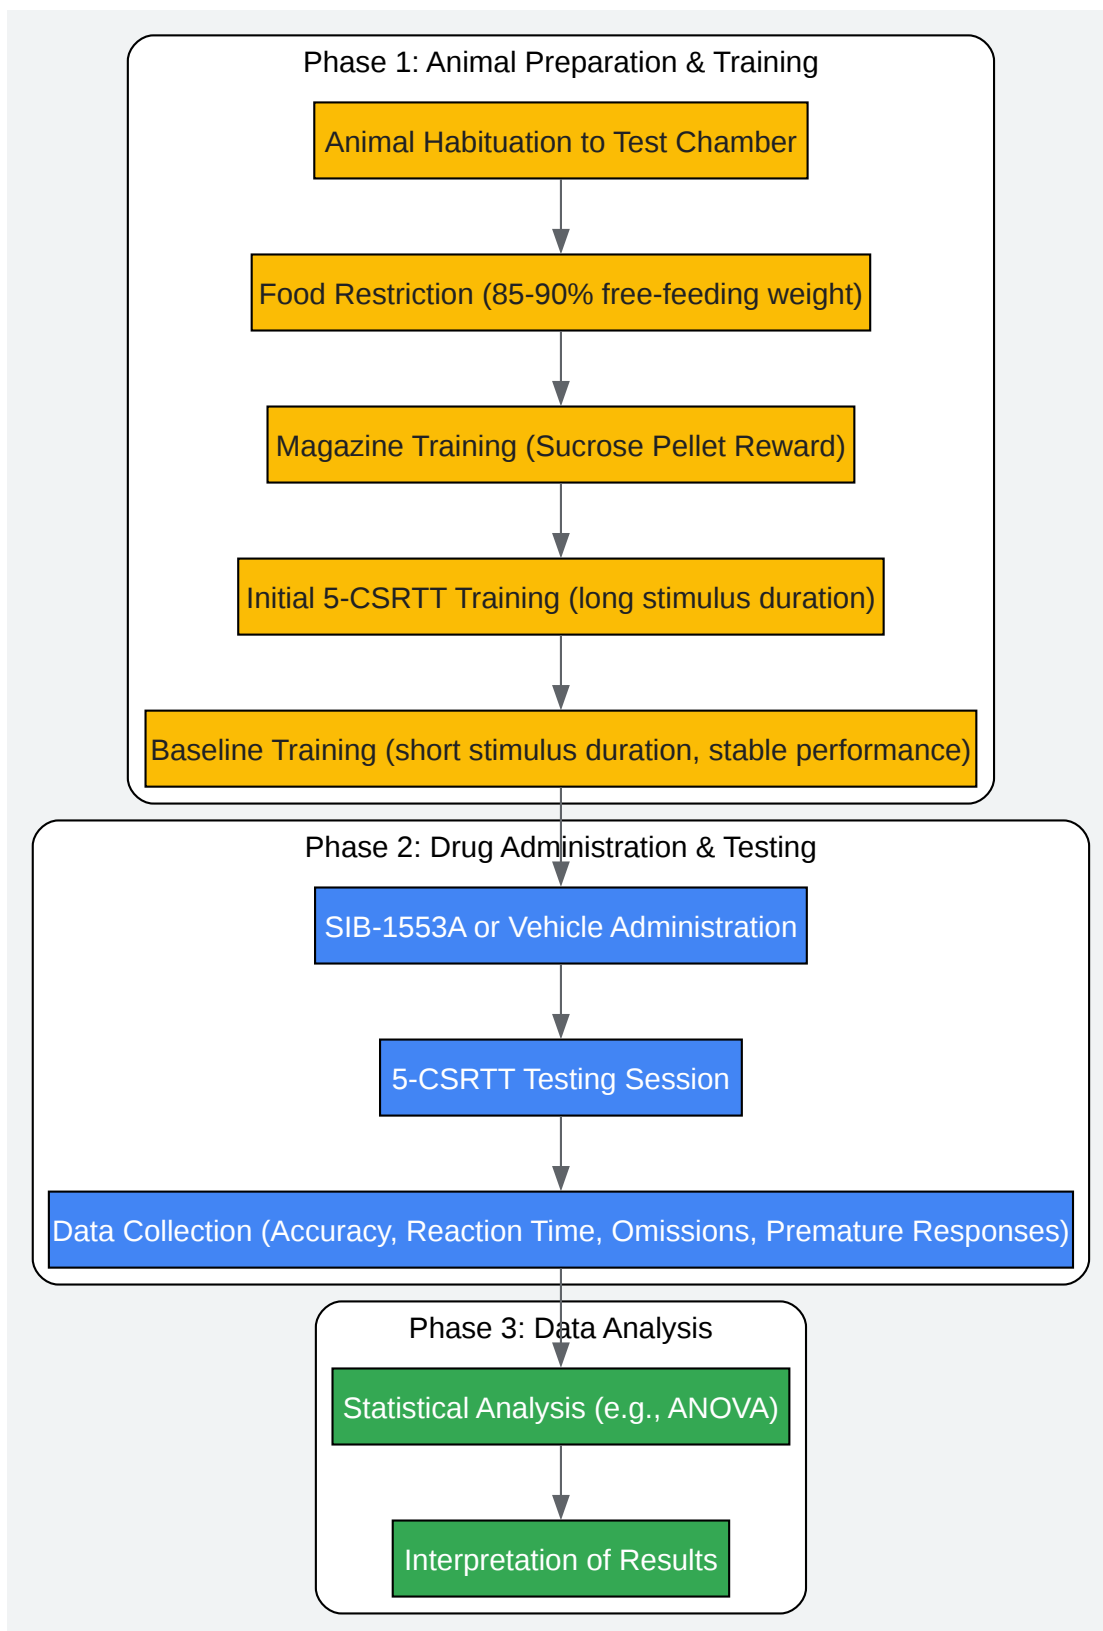 Phase 1: Animal Preparation & Training
Animal Habituation to Test Chamber
Food Restriction (85-90% free-feeding weight)
Magazine Training (Sucrose Pellet Reward)
Initial 5-CSRTT Training (long stimulus duration)
Baseline Training (short stimulus duration, stable performance)
Phase 2: Drug Administration & Testing
SIB-1553A or Vehicle Administration
5-CSRTT Testing Session
Data Collection (Accuracy, Reaction Time, Omissions, Premature Responses)
Phase 3: Data Analysis
Statistical Analysis (e.g., ANOVA)
Interpretation of Results